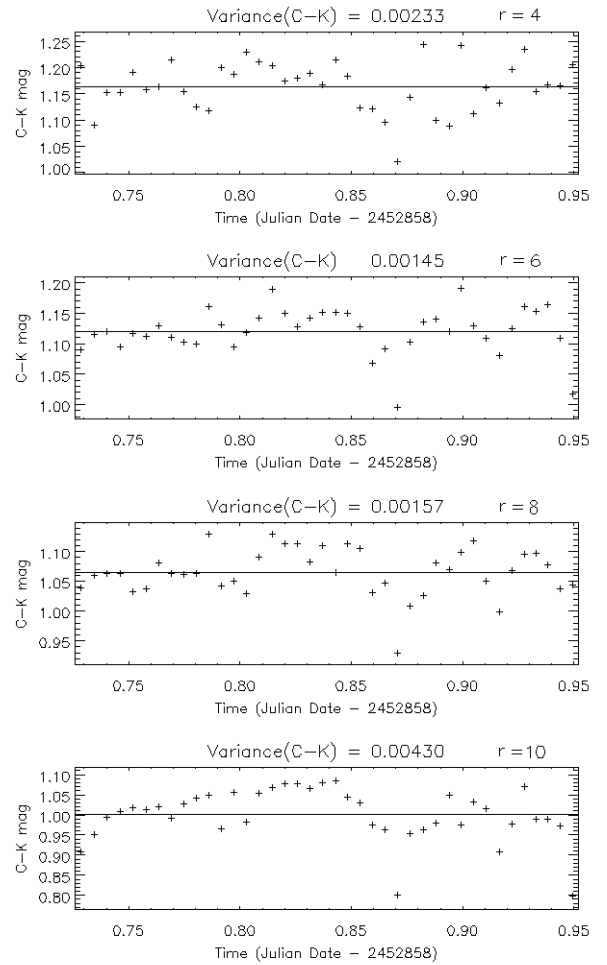 Variance(C-K) = 0.00233 r = 4
1.25
1.20
1.15
1.10
1.05
1.00
C-K mag
0.75 0.80 0.85 0.90 0.95
Time (Julian Date - 2452858)
Variance(C-K) 0.00145 r = 6
1.20
1.15
1.10
1.05
1.00
C-K mag
0.75 0.80 0.85 0.90 0.95
Time (Julian Date - 2452858)
Variance(C-K) = 0.00157 r = 8
1.10
1.05
1.00
0.95
C-K mag
0.75 0.80 0.85 0.90 0.95
Time (Julian Date - 2452858)
Variance(C-K) = 0.00430 r = 10
1.10
1.05
1.00
0.95
0.90
0.85
0.80
C-K mag
0.75 0.80 0.85 0.90 0.95
Time (Julian Date - 2452858)